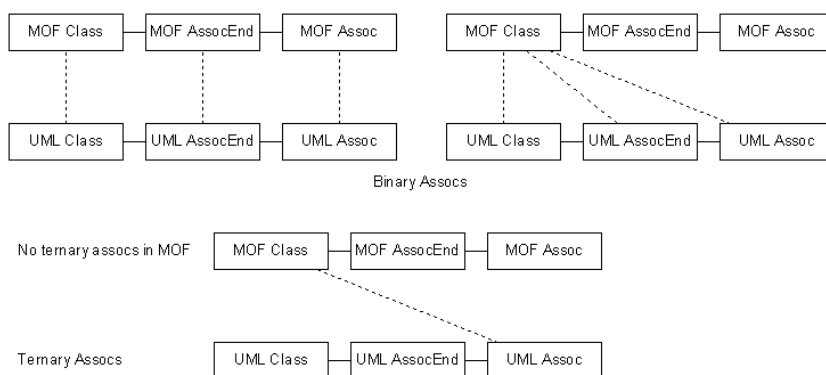 MOF Class MOF AssocEnd MOF Assoc MOF Class MOF AssocEnd MOF Assoc
UML Class UML AssocEnd UML Assoc UML Class UML AssocEnd UML Assoc
Binary Assocs
No ternary assocs in MOF MOF Class MOF AssocEnd MOF Assoc
Ternary Assocs UML Class UML AssocEnd UML Assoc